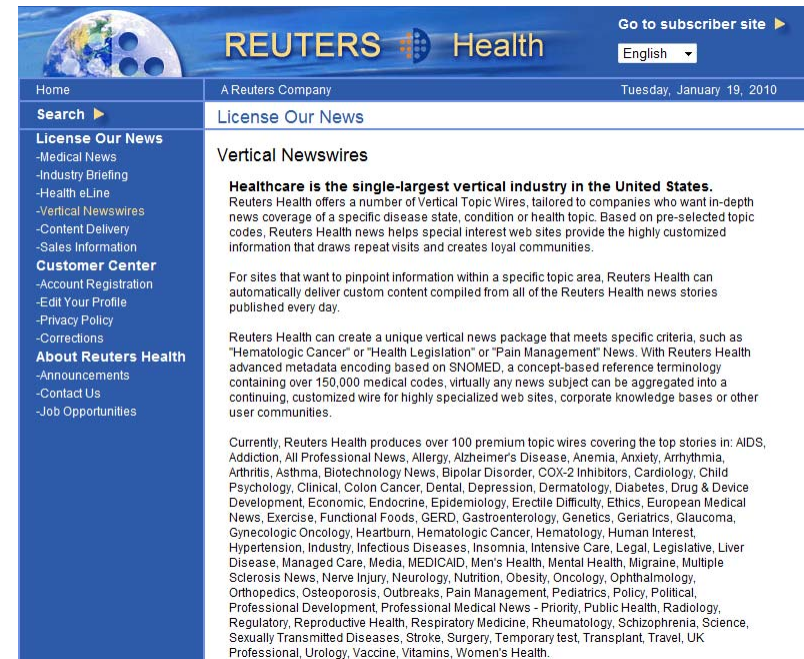 REUTERS Health
Go to subscriber site
English
Home
A Reuters Company
Tuesday, January 19, 2010
Search
License Our News
-Medical News
-Industry Briefing
-Health eLine
-Vertical Newswires
-Content Delivery
-Sales Information
Customer Center
-Account Registration
-Edit Your Profile
-Privacy Policy
-Corrections
About Reuters Health
-Announcements
-Contact Us
-Job Opportunities
License Our News
Vertical Newswires
Healthcare is the single-largest vertical industry in the United States.
Reuters Health offers a number of Vertical Topic Wires, tailored to companies who want in-depth
news coverage of a specific disease state, condition or health topic. Based on pre-selected topic
codes, Reuters Health news helps special interest web sites provide the highly customized
information that draws repeat visits and creates loyal communities.
For sites that want to pinpoint information within a specific topic area, Reuters Health can
automatically deliver custom content compiled from all of the Reuters Health news stories
published every day.
Reuters Health can create a unique vertical news package that meets specific criteria, such as
"Hematologic Cancer" or "Health Legislation" or "Pain Management" News. With Reuters Health
advanced metadata encoding based on SNOMED, a concept-based reference terminology
containing over 150,000 medical codes, virtually any news subject can be aggregated into a
continuing, customized wire for highly specialized web sites, corporate knowledge bases or other
user communities.
Currently, Reuters Health produces over 100 premium topic wires covering the top stories in: AIDS,
Addiction, All Professional News, Allergy, Alzheimer's Disease, Anemia, Anxiety, Arrhythmia,
Arthritis, Asthma, Biotechnology News, Bipolar Disorder, COX-2 Inhibitors, Cardiology, Child
Psychology, Clinical, Colon Cancer, Dental, Depression, Dermatology, Diabetes, Drug & Device
Development, Economic, Endocrine, Epidemiology, Erectile Difficulty, Ethics, European Medical
News, Exercise, Functional Foods, GERD, Gastroenterology, Genetics, Geriatrics, Glaucoma,
Gynecologic Oncology, Heartburn, Hematologic Cancer, Hematology, Human Interest,
Hypertension, Industry, Infectious Diseases, Insomnia, Intensive Care, Legal, Legislative, Liver
Disease, Managed Care, Media, MEDICAID, Men's Health, Mental Health, Migraine, Multiple
Sclerosis News, Nerve Injury, Neurology, Nutrition, Obesity, Oncology, Ophthalmology,
Orthopedics, Osteoporosis, Outbreaks, Pain Management, Pediatrics, Policy, Political,
Professional Development, Professional Medical News - Priority, Public Health, Radiology,
Regulatory, Reproductive Health, Respiratory Medicine, Rheumatology, Schizophrenia, Science,
Sexually Transmitted Diseases, Stroke, Surgery, Temporary test, Transplant, Travel, UK
Professional, Urology, Vaccine, Vitamins, Women's Health.